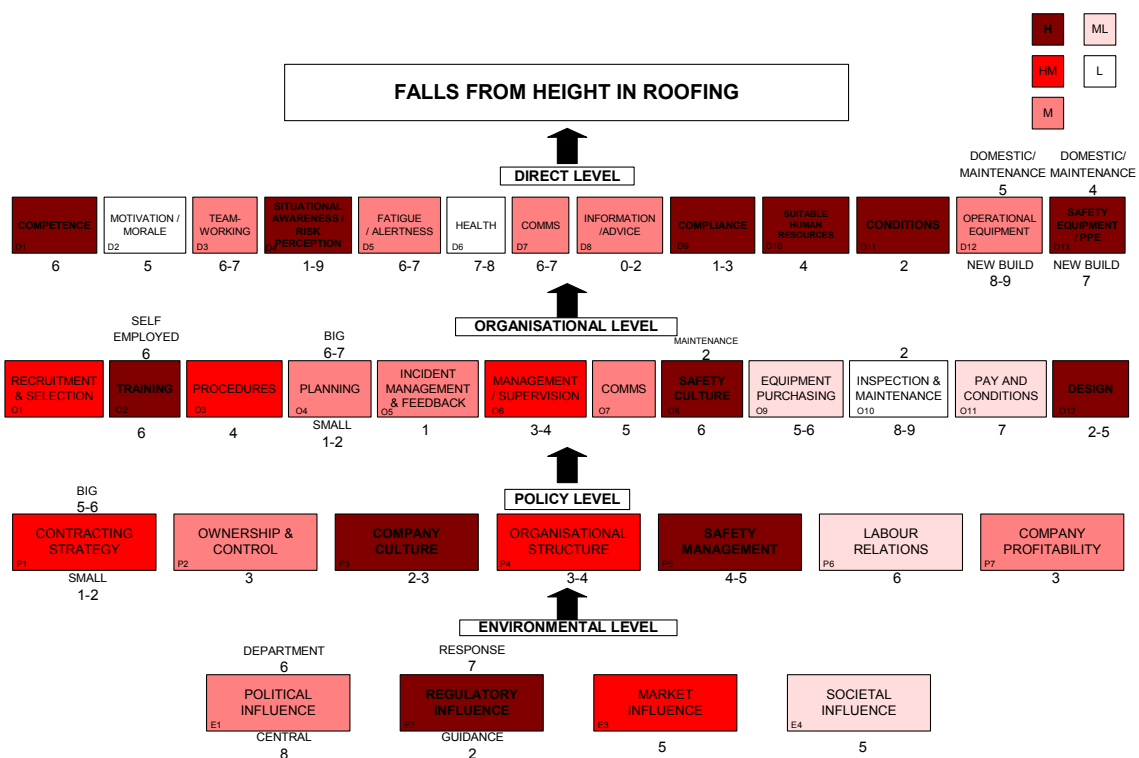 H
ML
HM
L
M
FALLS FROM HEIGHT IN ROOFING
DIRECT LEVEL
DOMESTIC/
MAINTENANCE
5
DOMESTIC/
MAINTENANCE
4
COMPETENCE
D1
6
MOTIVATION /
MORALE
D2
5
TEAM-
WORKING
D3
6-7
SITUATIONAL
AWARENESS /
RISK
PERCEPTION
D4
1-9
FATIGUE
/ ALERTNESS
D5
6-7
HEALTH
D6
7-8
COMMS
D7
6-7
INFORMATION
/ADVICE
D8
0-2
COMPLIANCE
D9
1-3
SUITABLE
HUMAN
RESOURCES
D10
4
CONDITIONS
D11
2
OPERATIONAL
EQUIPMENT
D12
NEW BUILD
8-9
SAFETY
EQUIPMENT
/ PPE
D13
NEW BUILD
7
ORGANISATIONAL LEVEL
RECRUITMENT
& SELECTION
O1
SELF
EMPLOYED
6
TRAINING
O2
6
PROCEDURES
O3
4
BIG
6-7
PLANNING
O4
SMALL
1-2
INCIDENT
MANAGEMENT
& FEEDBACK
O5
1
MANAGEMENT
/ SUPERVISION
O6
3-4
COMMS
O7
5
MAINTENANCE
2
SAFETY
CULTURE
O8
6
EQUIPMENT
PURCHASING
O9
5-6
2
INSPECTION &
MAINTENANCE
O10
8-9
PAY AND
CONDITIONS
O11
7
DESIGN
O12
2-5
POLICY LEVEL
BIG
5-6
CONTRACTING
STRATEGY
P1
SMALL
1-2
OWNERSHIP &
CONTROL
P2
3
COMPANY
CULTURE
P3
2-3
ORGANISATIONAL
STRUCTURE
P4
3-4
SAFETY
MANAGEMENT
P5
4-5
LABOUR
RELATIONS
P6
6
COMPANY
PROFITABILITY
P7
3
ENVIRONMENTAL LEVEL
DEPARTMENT
6
POLITICAL
INFLUENCE
E1
CENTRAL
8
RESPONSE
7
REGULATORY
INFLUENCE
E2
GUIDANCE
2
MARKET
INFLUENCE
E3
5
SOCIETAL
INFLUENCE
E4
5